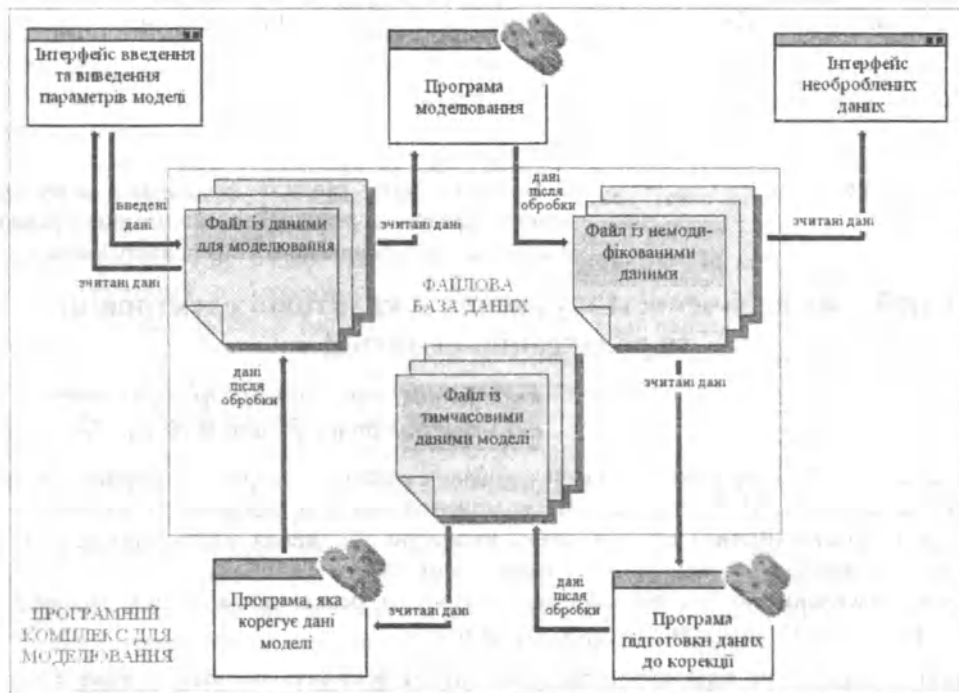 Інтерфейс введення
та виведення
параметрів моделі
Програма
моделювання
Інтерфейс
необроблених
даних
введені
дані
зчитані дані
Файл із даними
для моделювання
зчитані дані
дані
після
обробки
Файл із немоди-
фікованими
даними
зчитані дані
ФАЙЛОВА
БАЗА ДАНИХ
дані
після
обробки
Файл із
тимчасовими
даними моделі
зчитані дані
Програма, яка
корегує дані
моделі
зчитані дані
дані
після
обробки
Програма
підготовки даних
до корекції
ПРОГРАМНИЙ
КОМПЛЕКС ДЛЯ
МОДЕЛЮВАННЯ